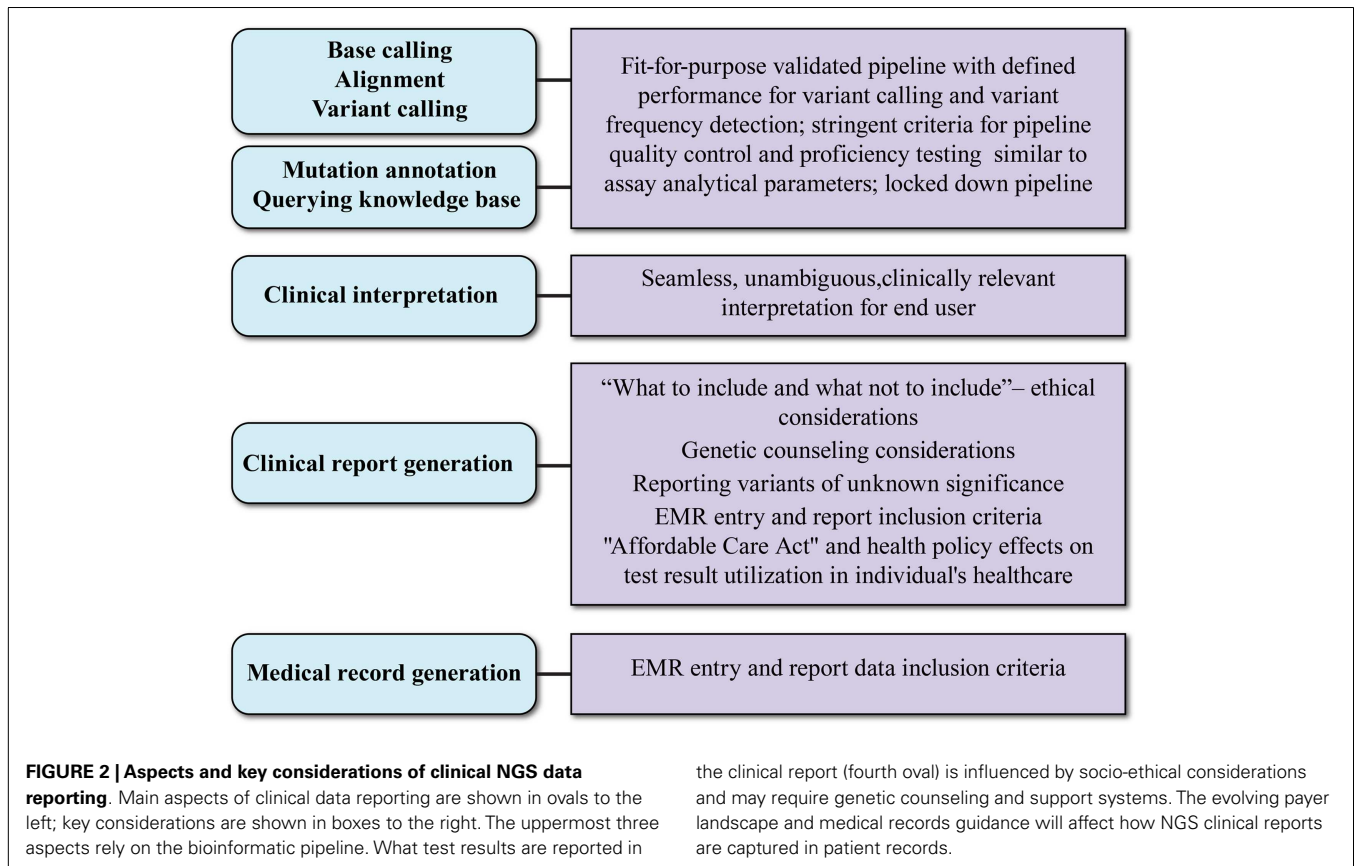 Base calling
Alignment
Variant calling
Mutation annotation
Querying knowledge base
Fit-for-purpose validated pipeline with defined
performance for variant calling and variant
frequency detection; stringent criteria for pipeline
quality control and proficiency testing  similar to
assay analytical parameters; locked down pipeline
Clinical interpretation
Seamless, unambiguous,clinically relevant
interpretation for end user
Clinical report generation
“What to include and what not to include”– ethical
considerations
Genetic counseling considerations
Reporting variants of unknown significance
EMR entry and report inclusion criteria
"Affordable Care Act" and health policy effects on
test result utilization in individual's healthcare
Medical record generation
EMR entry and report data inclusion criteria
FIGURE 2 | Aspects and key considerations of clinical NGS data
reporting. Main aspects of clinical data reporting are shown in ovals to the
left; key considerations are shown in boxes to the right. The uppermost three
aspects rely on the bioinformatic pipeline. What test results are reported in
the clinical report (fourth oval) is influenced by socio-ethical considerations
and may require genetic counseling and support systems. The evolving payer
landscape and medical records guidance will affect how NGS clinical reports
are captured in patient records.